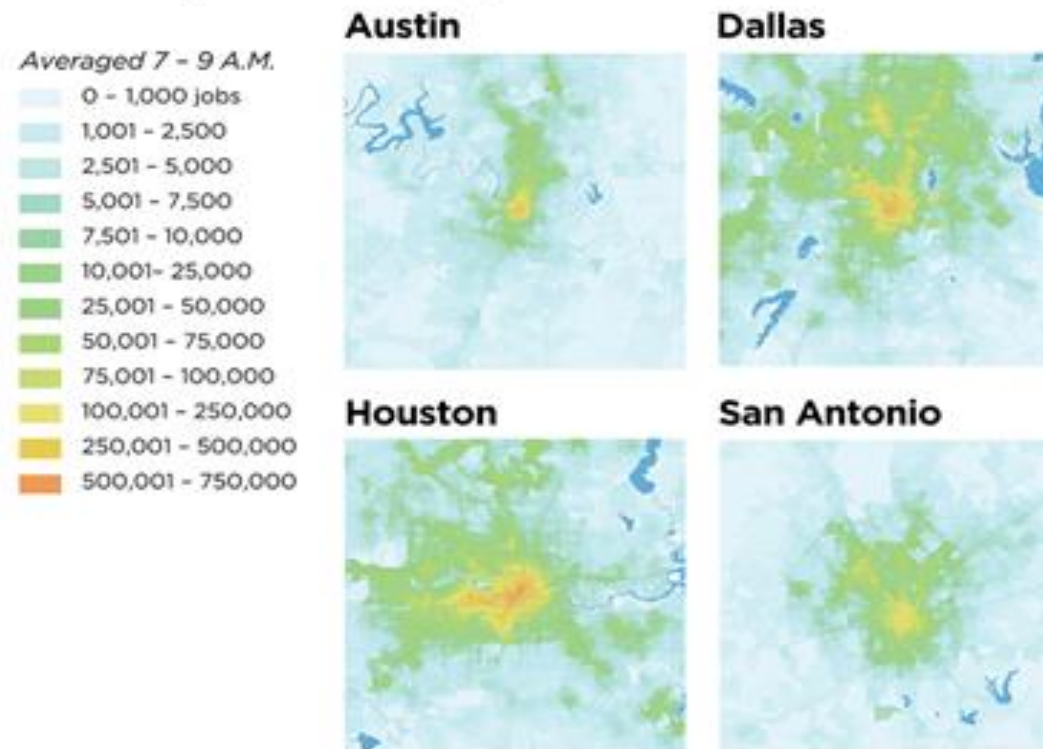 Averaged 7 – 9 A.M.
0 – 1,000 jobs
1,001 – 2,500
2,501 – 5,000
5,001 – 7,500
7,501 – 10,000
10,001– 25,000
25,001 – 50,000
50,001 – 75,000
75,001 – 100,000
100,001 – 250,000
250,001 – 500,000
500,001 – 750,000
Austin
Dallas
Houston
San Antonio